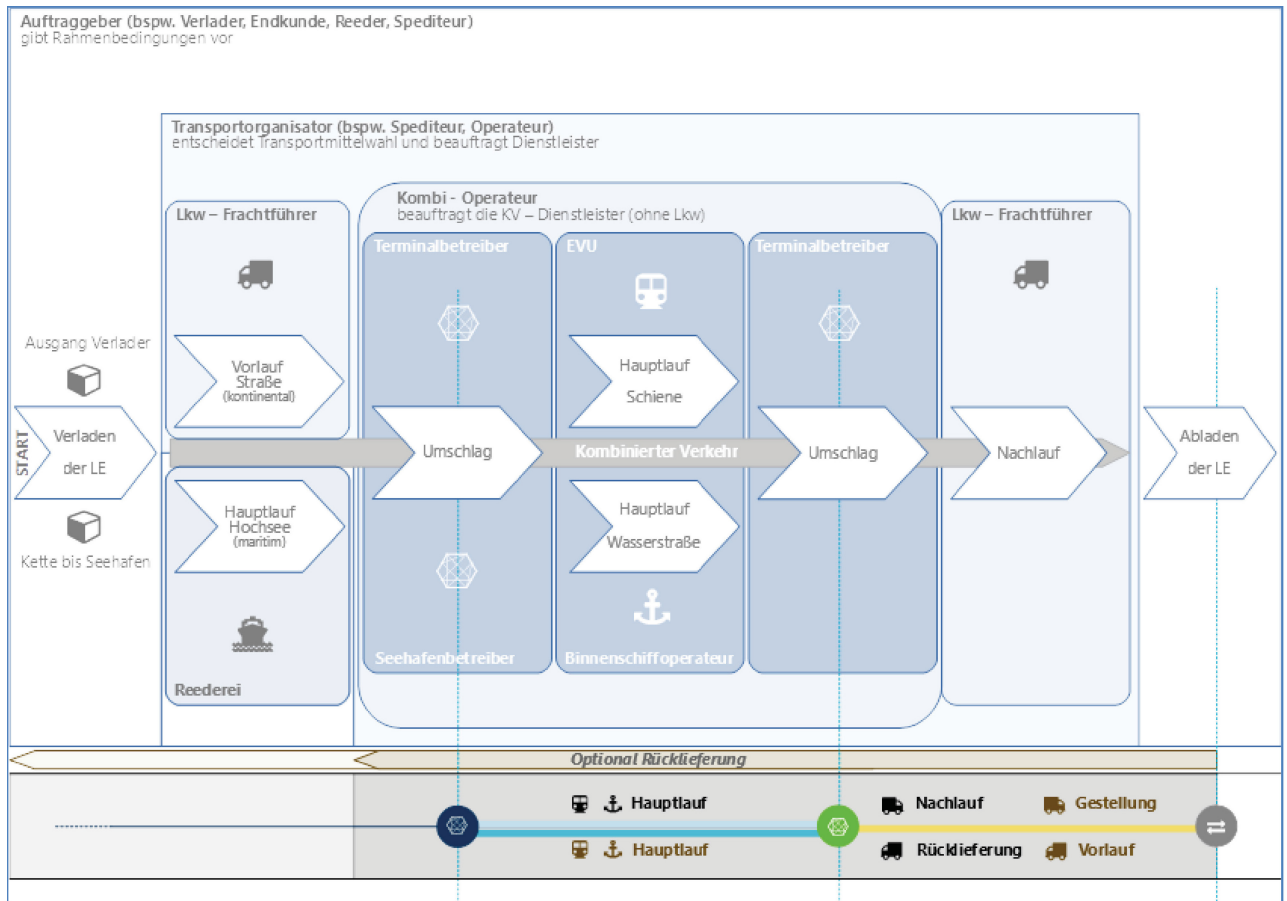 Auftraggeber (bspw. Verlader, Endkunde, Reeder, Spediteur)
gibt Rahmenbedingungen vor
Transportorganisator (bspw. Spediteur, Operateur)
entscheidet Transportmittelwahl und beauftragt Dienstleister
Kombi - Operateur
beauftragt die KV – Dienstleister (ohne Lkw)
Lkw – Frachtführer
Lkw – Frachtführer
Terminalbetreiber
EVU
Terminalbetreiber
Ausgang Verlader
Vorlauf
Straße
(kontinental)
Hauptlauf
Schiene
START
Verladen
der LE
Umschlag
Kombinierter Verkehr
Umschlag
Nachlauf
Abladen
der LE
Hauptlauf
Hochsee
(maritim)
Hauptlauf
Wasserstraße
Kette bis Seehafen
Seehafenbetreiber
Binnenschiffoperateur
Reederei
Optional Rücklieferung
Hauptlauf
Nachlauf
Gestellung
Hauptlauf
Rücklieferung
Vorlauf